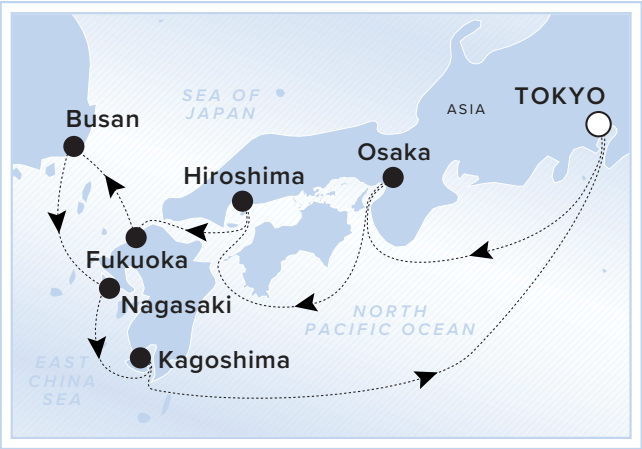 TOKYO
SEA OF
JAPAN
ASIA
Busan
Osaka
Hiroshima
Fukuoka
Nagasaki
NORTH
PACIFIC OCEAN
Kagoshima
EAST
CHINA
SEA